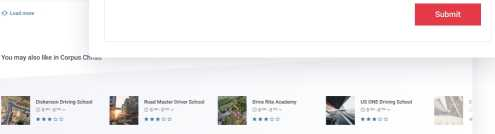 Load more
Submit
You may also like in Corpus Christi
Dickerson Driving School
Road Master Driver School
Drive Rite Academy
US ONE Driving School